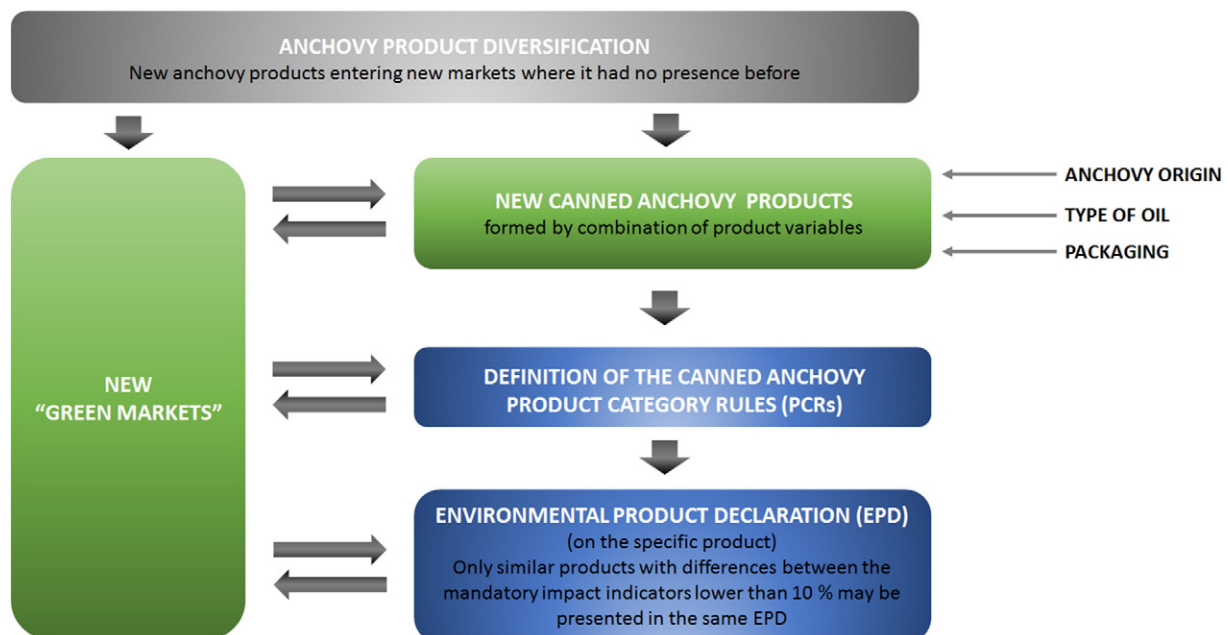 ANCHOVY PRODUCT DIVERSIFICATION
New anchovy products entering new markets where it had no presence before
NEW CANNED ANCHOVY PRODUCTS
formed by combination of product variables
ANCHOVY ORIGIN
TYPE OF OIL
PACKAGING
NEW
“GREEN MARKETS”
DEFINITION OF THE CANNED ANCHOVY
PRODUCT CATEGORY RULES (PCRs)
ENVIRONMENTAL PRODUCT DECLARATION (EPD)
(on the specific product)
Only similar products with differences between the
mandatory impact indicators lower than 10 % may be
presented in the same EPD